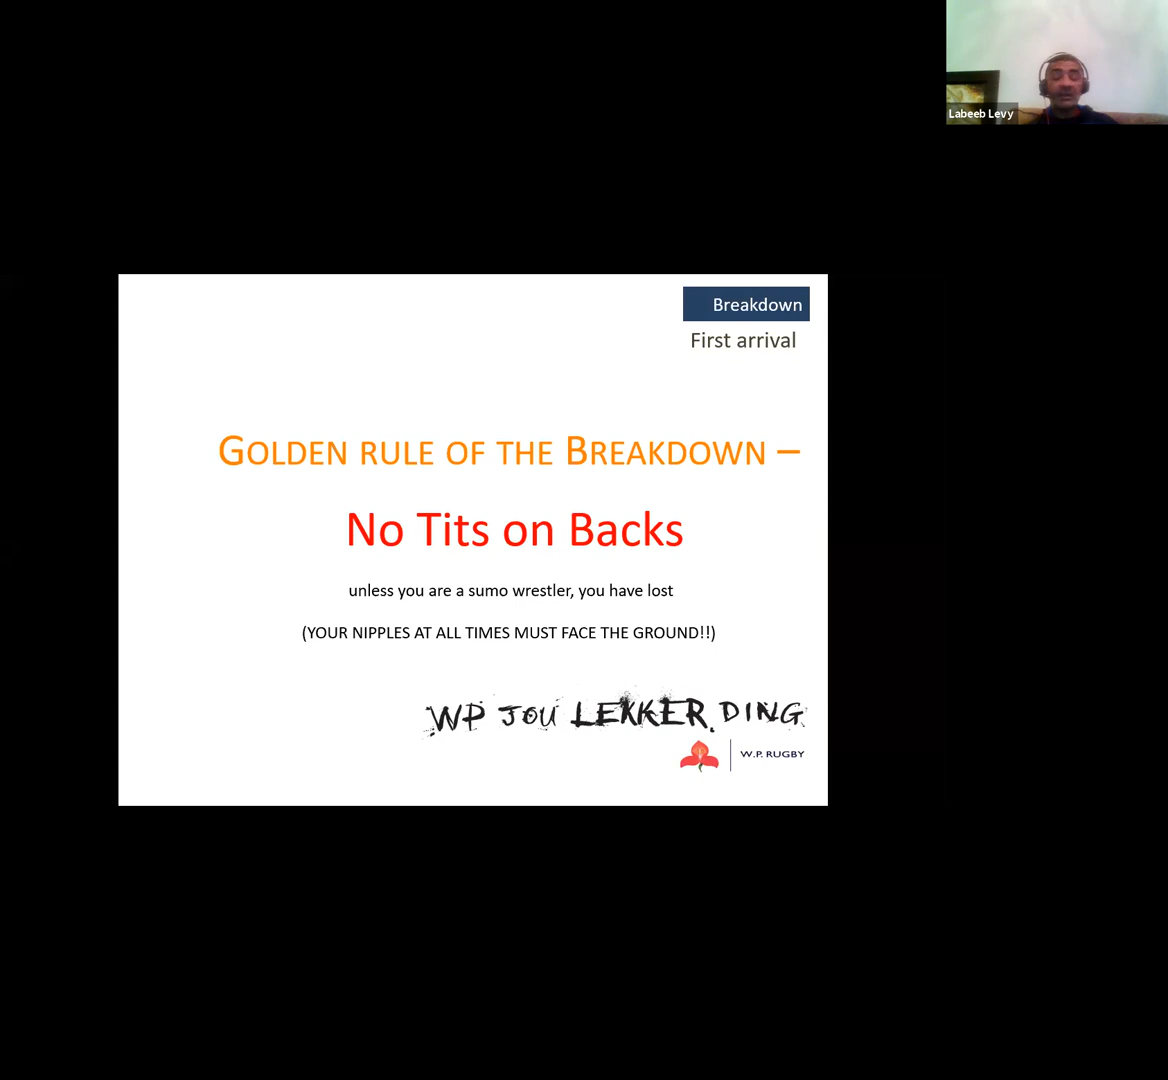 Labeeb Levy
Breakdown
First arrival
GOLDEN RULE OF THE BREAKDOWN –
No Tits on Backs
unless you are a sumo wrestler, you have lost
(YOUR NIPPLES AT ALL TIMES MUST FACE THE GROUND!!)
WP JOU LEKKER DING
W.P. RUGBY